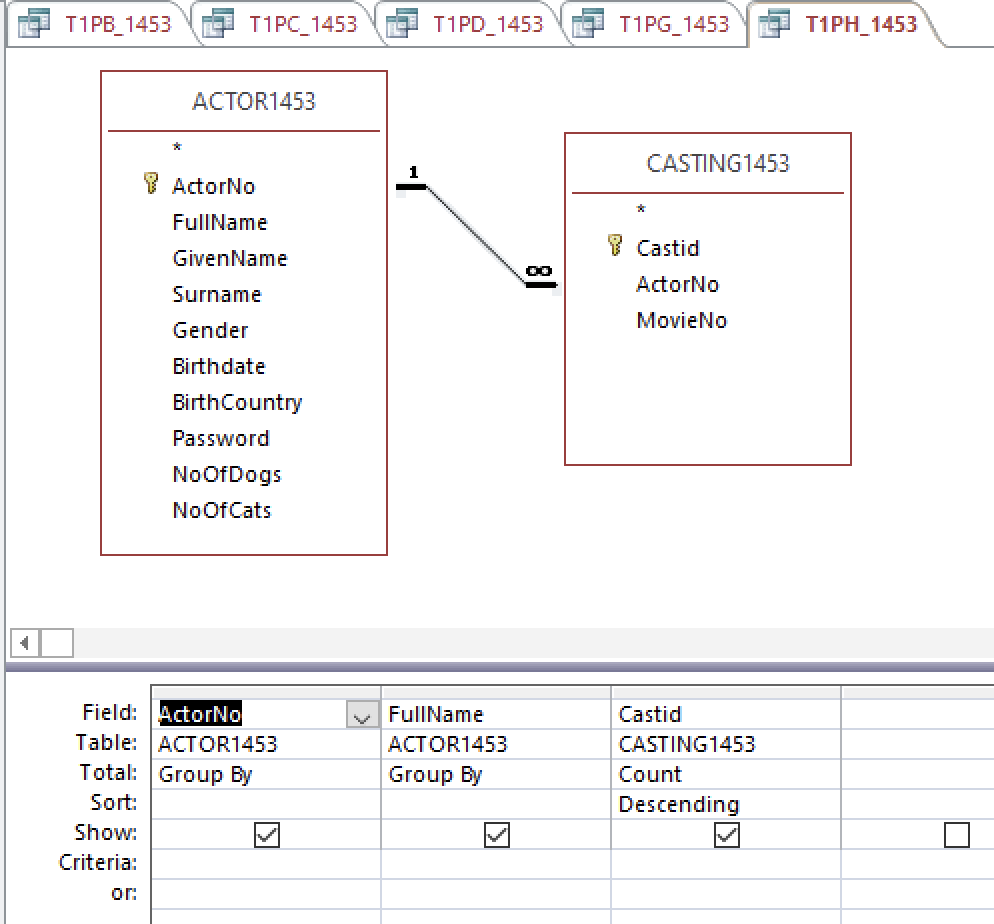 T1PB_1453 T1PC_1453 T1PD_1453 T1PG_1453 T1PH_1453
ACTOR1453
*
ActorNo
FullName
GivenName
Surname
Gender
Birthdate
BirthCountry
Password
NoOfDogs
NoOfCats
1
∞
CASTING1453
*
Castid
ActorNo
MovieNo
Field: ActorNo FullName Castid
Table: ACTOR1453 ACTOR1453 CASTING1453
Total: Group By Group By Count
Sort: Descending
Show:
Criteria:
or: